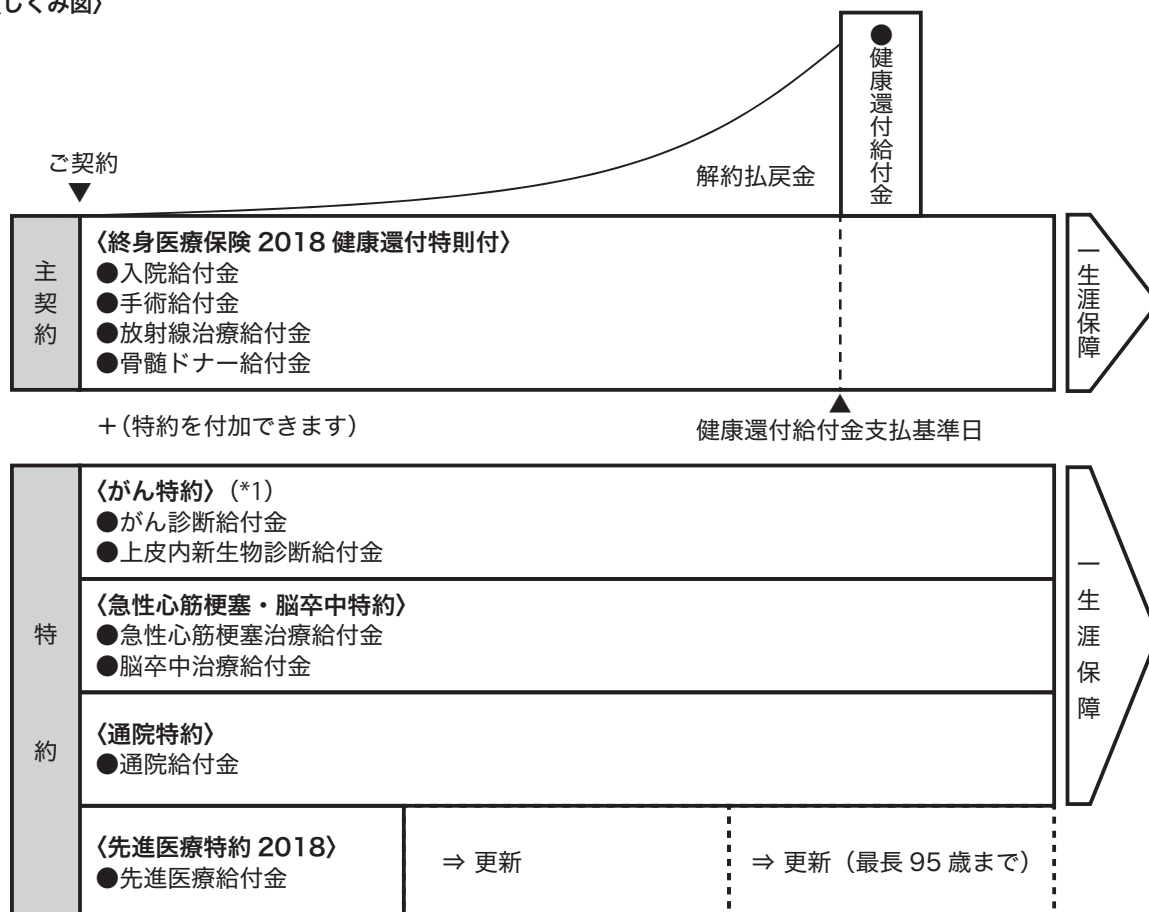 しくみ図〉
●健康還付給付金
ご契約
▼
解約払戻金
主契約
〈終身医療保険 2018 健康還付特則付〉
●入院給付金
●手術給付金
●放射線治療給付金
●骨髄ドナー給付金
一生涯保障
＋(特約を付加できます)
▲
健康還付給付金支払基準日
特約
〈がん特約〉(*1)
●がん診断給付金
●上皮内新生物診断給付金
〈急性心筋梗塞・脳卒中特約〉
●急性心筋梗塞治療給付金
●脳卒中治療給付金
〈通院特約〉
●通院給付金
一生涯保障
〈先進医療特約 2018〉
●先進医療給付金
⇒ 更新
⇒ 更新（最長 95 歳まで）